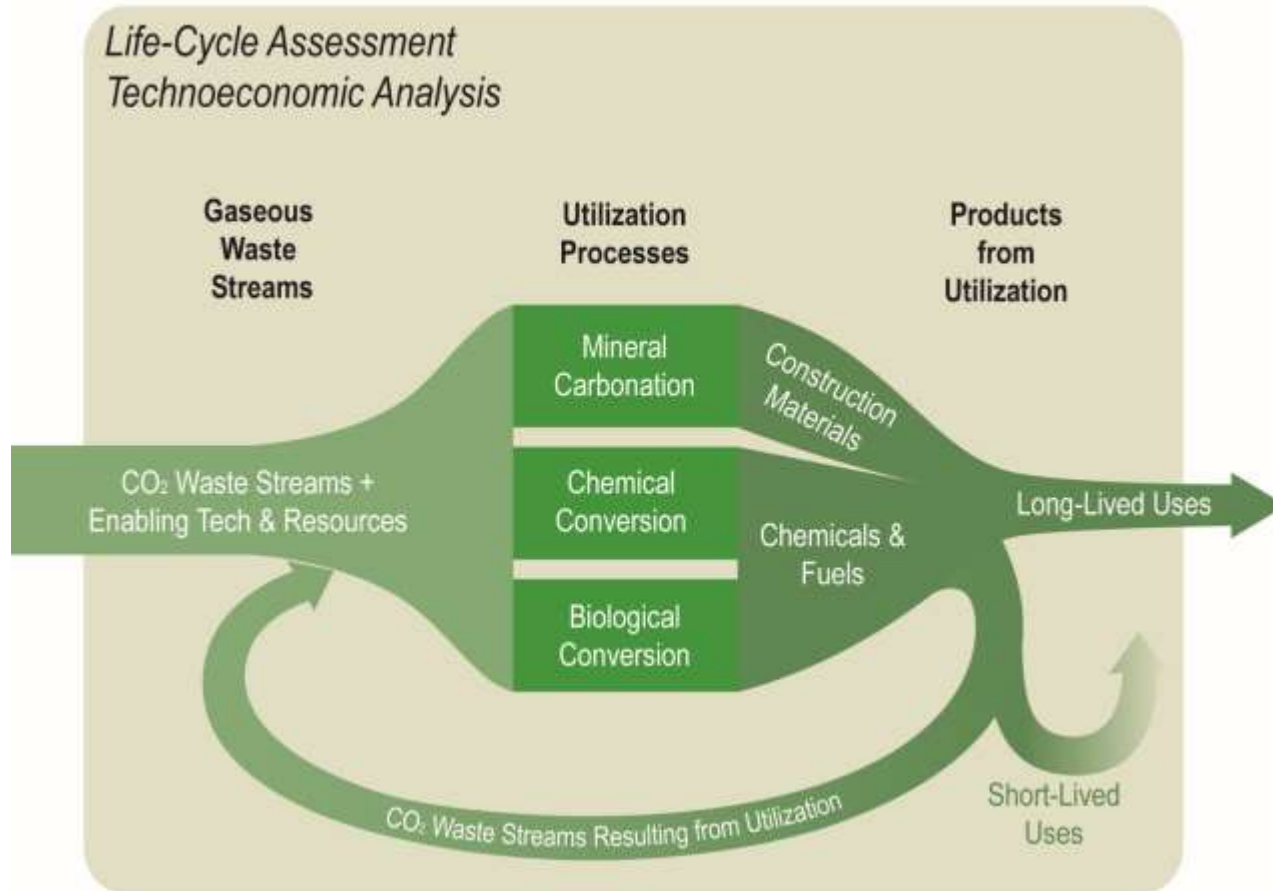 Life-Cycle Assessment
Technoeconomic Analysis
Gaseous
Waste
Streams
Utilization
Processes
Products
from
Utilization
Mineral
Carbonation
Construction
Materials
CO₂ Waste Streams +
Enabling Tech & Resources
Chemical
Conversion
Chemicals &
Fuels
Long-Lived Uses
Biological
Conversion
CO₂ Waste Streams Resulting from Utilization
Short-Lived
Uses